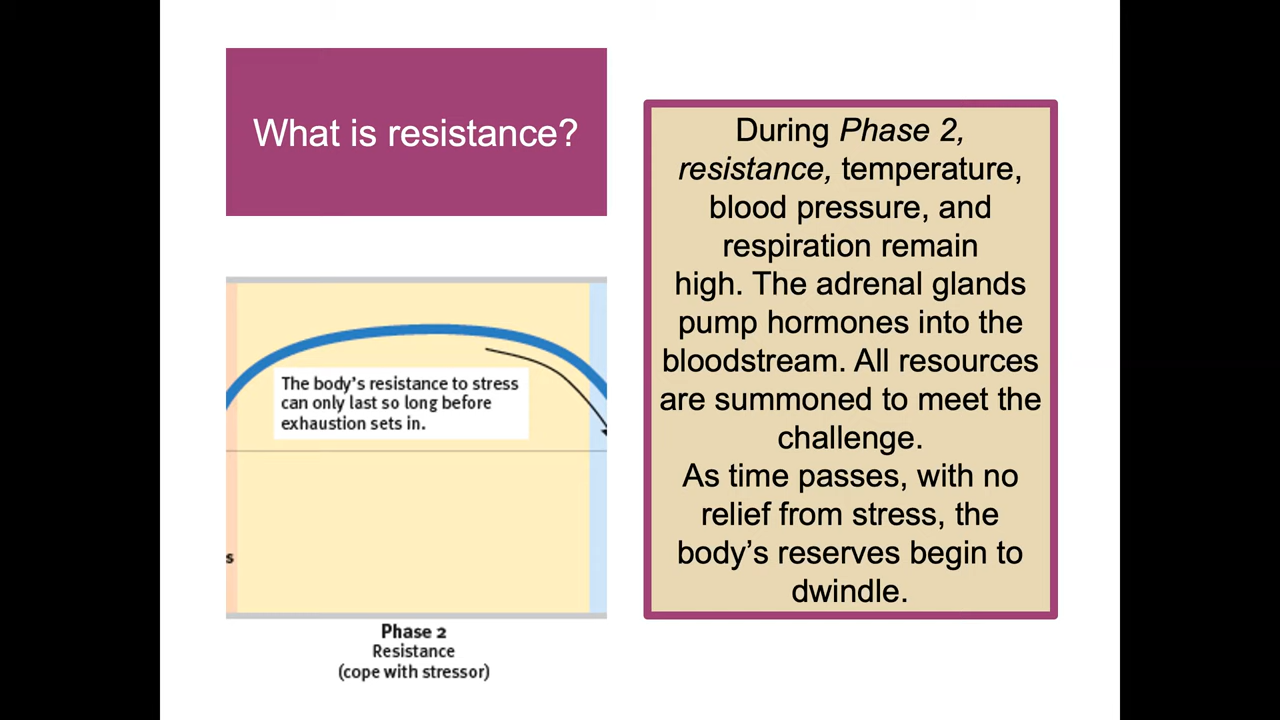 What is resistance?
The body's resistance to stress
can only last so long before
exhaustion sets in.
s
Phase 2
Resistance
(cope with stressor)
During Phase 2,
resistance, temperature,
blood pressure, and
respiration remain
high. The adrenal glands
pump hormones into the
bloodstream. All resources
are summoned to meet the
challenge.
As time passes, with no
relief from stress, the
body's reserves begin to
dwindle.